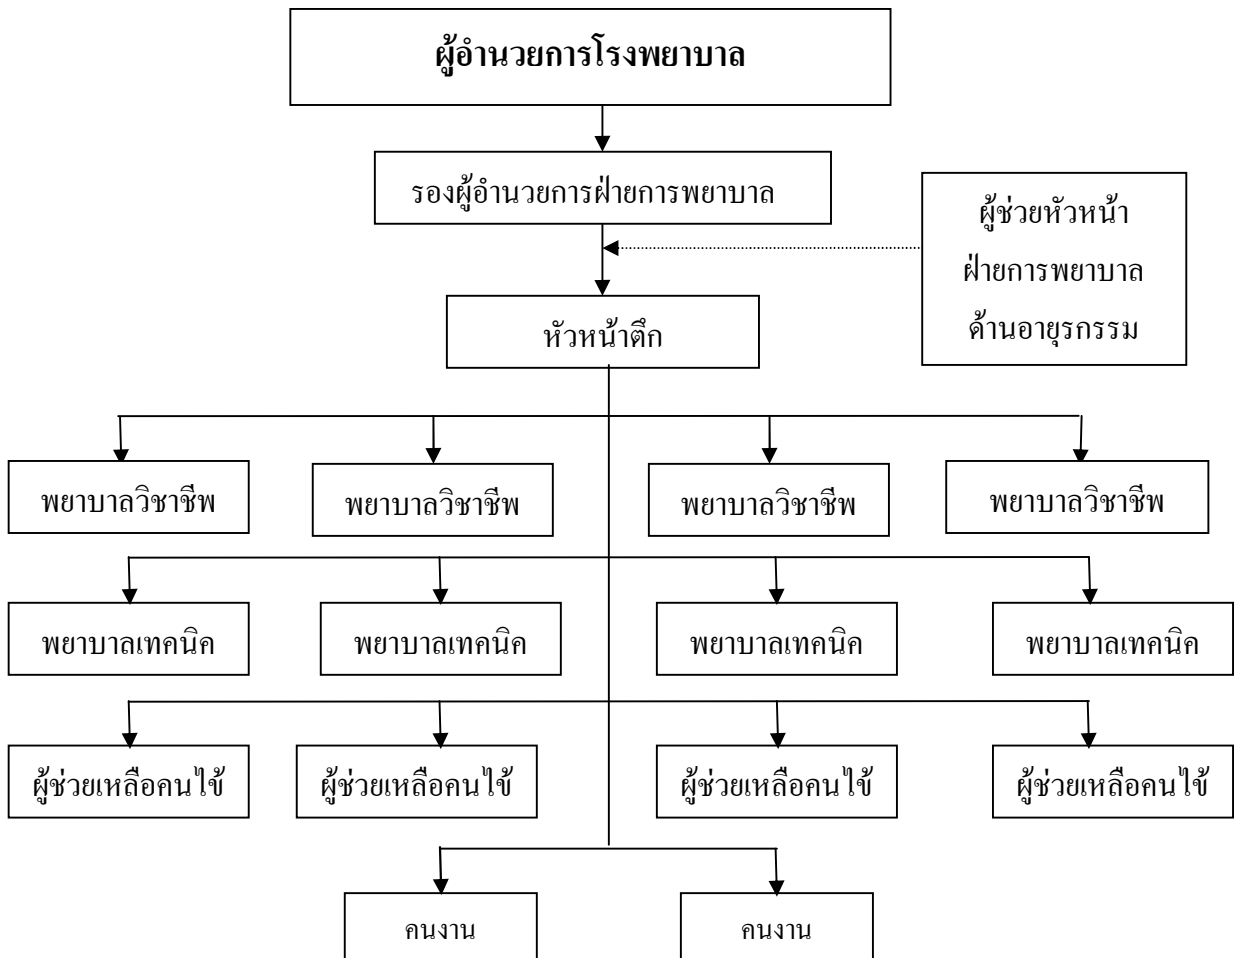 ผู้อำนวยการโรงพยาบาล
รองผู้อำนวยการฝ่ายการพยาบาล
ผู้ช่วยหัวหน้า
ฝ่ายการพยาบาล
ด้านอายุรกรรม
หัวหน้าตึก
พยาบาลวิชาชีพ
พยาบาลวิชาชีพ
พยาบาลวิชาชีพ
พยาบาลวิชาชีพ
พยาบาลเทคนิค
พยาบาลเทคนิค
พยาบาลเทคนิค
พยาบาลเทคนิค
ผู้ช่วยเหลือคนไข้
ผู้ช่วยเหลือคนไข้
ผู้ช่วยเหลือคนไข้
ผู้ช่วยเหลือคนไข้
คนงาน
คนงาน